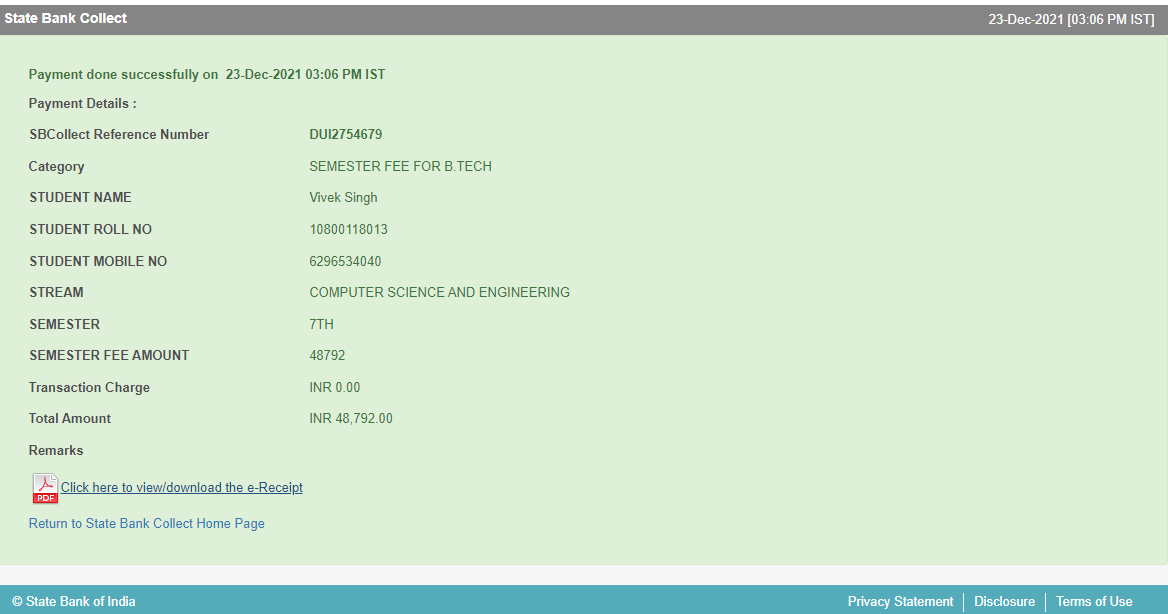 State Bank Collect 23-Dec-2021 [03:06 PM IST]
Payment done successfully on 23-Dec-2021 03:06 PM IST
Payment Details :
SBCollect Reference Number DUI2754679
Category SEMESTER FEE FOR B.TECH
STUDENT NAME Vivek Singh
STUDENT ROLL NO 10800118013
STUDENT MOBILE NO 6296534040
STREAM COMPUTER SCIENCE AND ENGINEERING
SEMESTER 7TH
SEMESTER FEE AMOUNT 48792
Transaction Charge INR 0.00
Total Amount INR 48,792.00
Remarks
PDF Click here to view/download the e-Receipt
Return to State Bank Collect Home Page
© State Bank of India Privacy Statement Disclosure Terms of Use